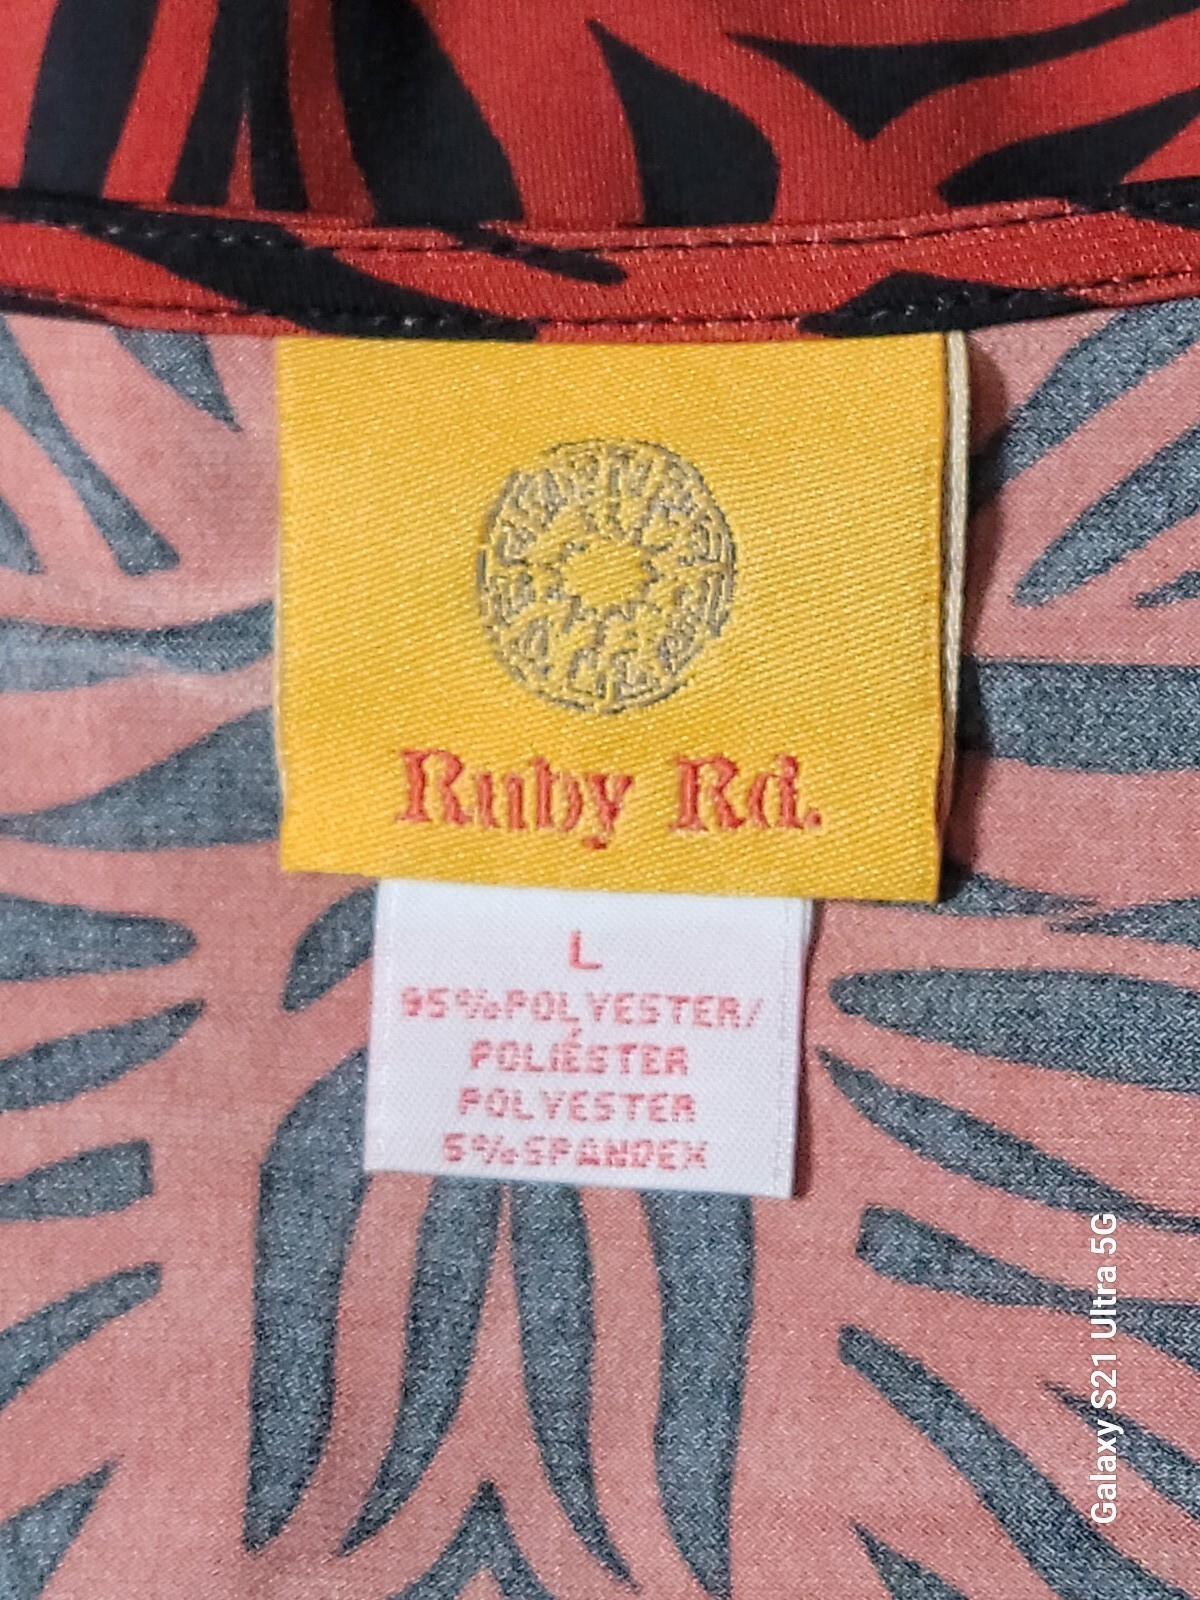 Ruby Rd.
L
95%POLYESTER/
POLIÉSTER
POLYESTER
5%SPANDEX
Galaxy S21 Ultra 5G